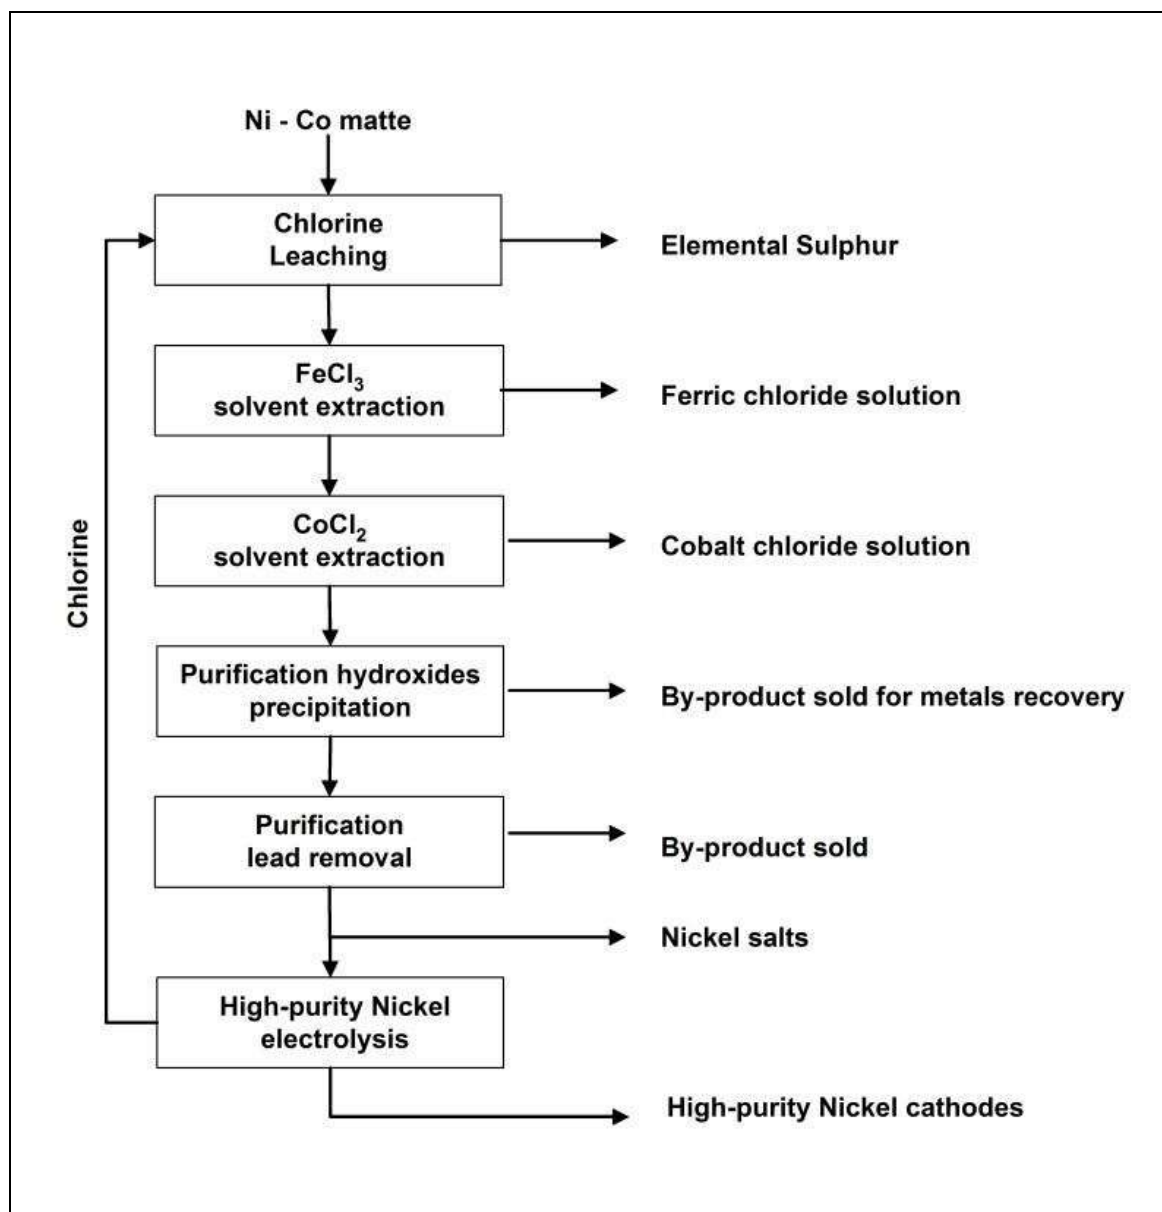 Ni - Co matte
Chlorine
Leaching
Elemental Sulphur
FeCl3
solvent extraction
Ferric chloride solution
CoCl2
solvent extraction
Cobalt chloride solution
Chlorine
Purification hydroxides
precipitation
By-product sold for metals recovery
Purification
lead removal
By-product sold
Nickel salts
High-purity Nickel
electrolysis
High-purity Nickel cathodes